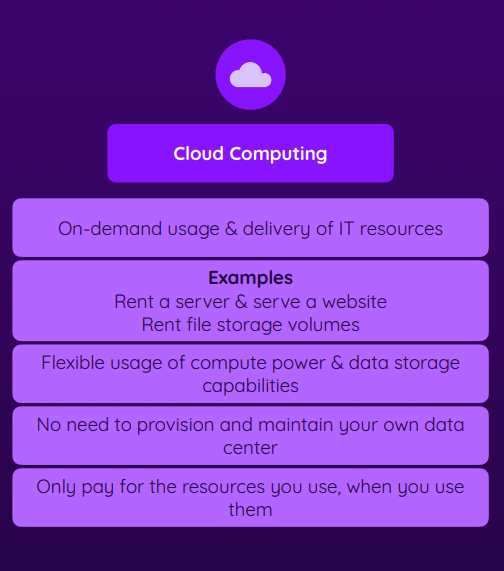 Cloud Computing
On-demand usage & delivery of IT resources
Examples
Rent a server & serve a website
Rent file storage volumes
Flexible usage of compute power & data storage
capabilities
No need to provision and maintain your own data
center
Only pay for the resources you use, when you use
them